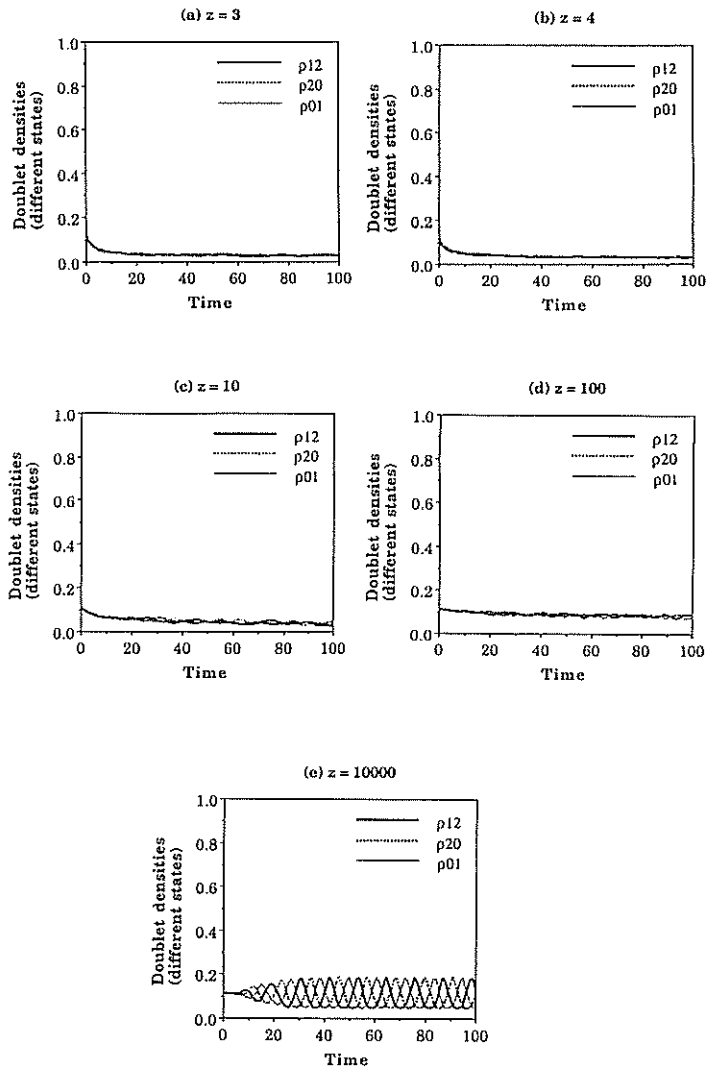 (a) z = 3
Doublet densities
(different states)
1.0
0.8
0.6
0.4
0.2
0.0
ρ12
ρ20
ρ01
0 20 40 60 80 100
Time
(b) z = 4
Doublet densities
(different states)
1.0
0.8
0.6
0.4
0.2
0.0
ρ12
ρ20
ρ01
0 20 40 60 80 100
Time
(c) z = 10
Doublet densities
(different states)
1.0
0.8
0.6
0.4
0.2
0.0
ρ12
ρ20
ρ01
0 20 40 60 80 100
Time
(d) z = 100
Doublet densities
(different states)
1.0
0.8
0.6
0.4
0.2
0.0
ρ12
ρ20
ρ01
0 20 40 60 80 100
Time
(e) z = 10000
Doublet densities
(different states)
1.0
0.8
0.6
0.4
0.2
0.0
ρ12
ρ20
ρ01
0 20 40 60 80 100
Time